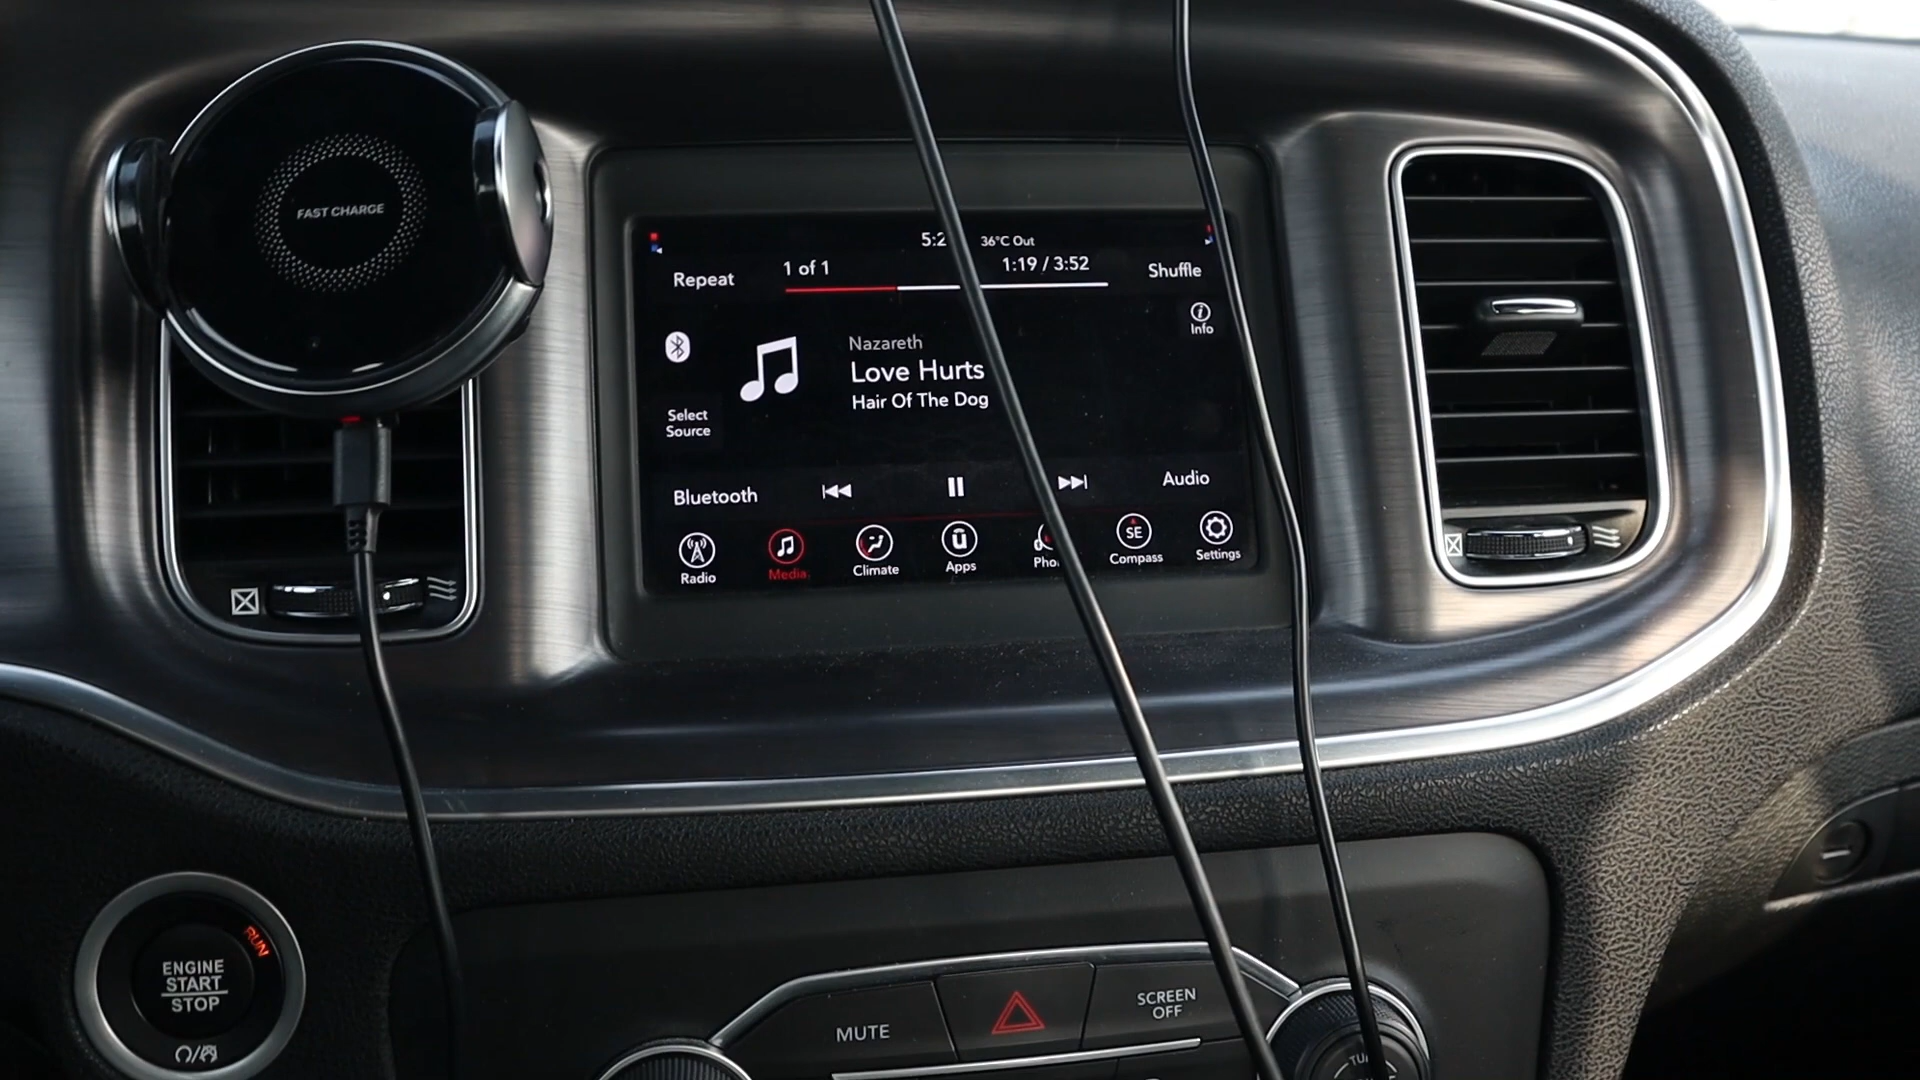 FAST CHARGE
36°C Out
Repeat
1 of 1
1:19 / 3:52
Shuffle
Info
Nazareth
Love Hurts
Hair Of The Dog
Select
Source
Bluetooth
Audio
Radio
Media
Climate
Apps
SE
Compass
Settings
RUN
ENGINE
START
STOP
MUTE
SCREEN
OFF